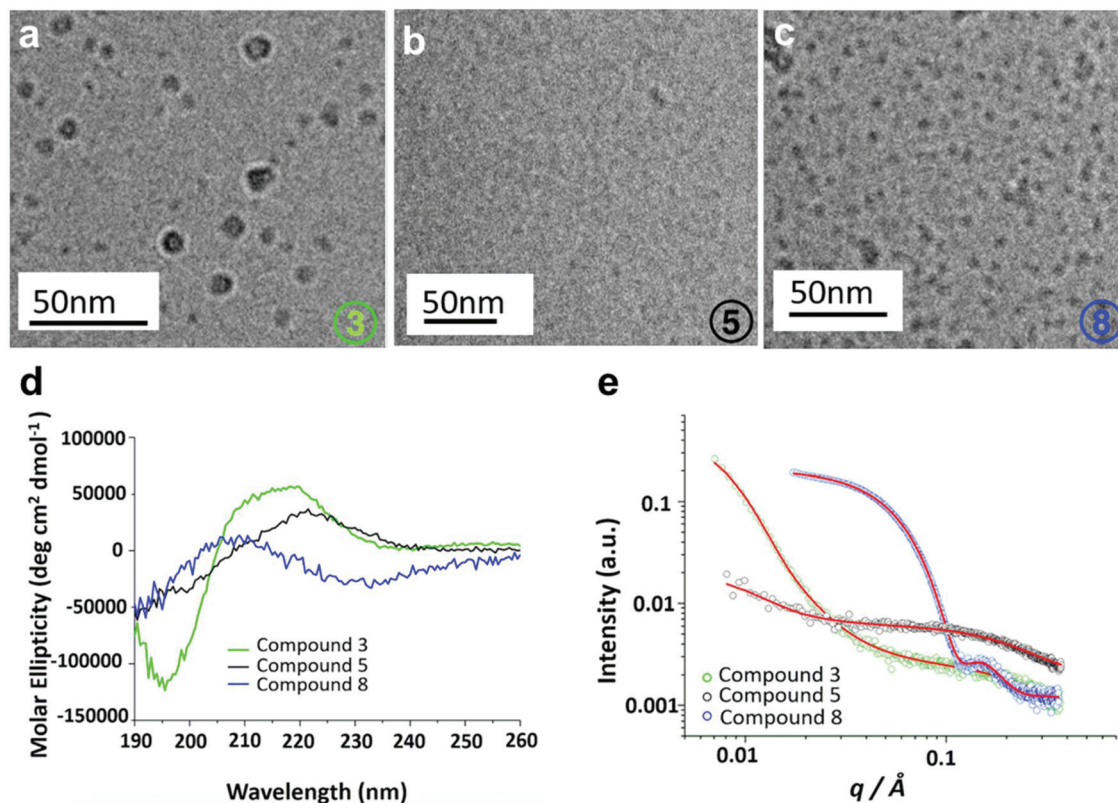 a
b
c
50nm
50nm
50nm
3
5
8
d
Molar Ellipticity (deg cm² dmol⁻¹)
100000
50000
0
-50000
-100000
-150000
Compound 3
Compound 5
Compound 8
190 200 210 220 230 240 250 260
Wavelength (nm)
e
Intensity (a.u.)
0.1
0.01
0.001
Compound 3
Compound 5
Compound 8
0.01 0.1
q / Å